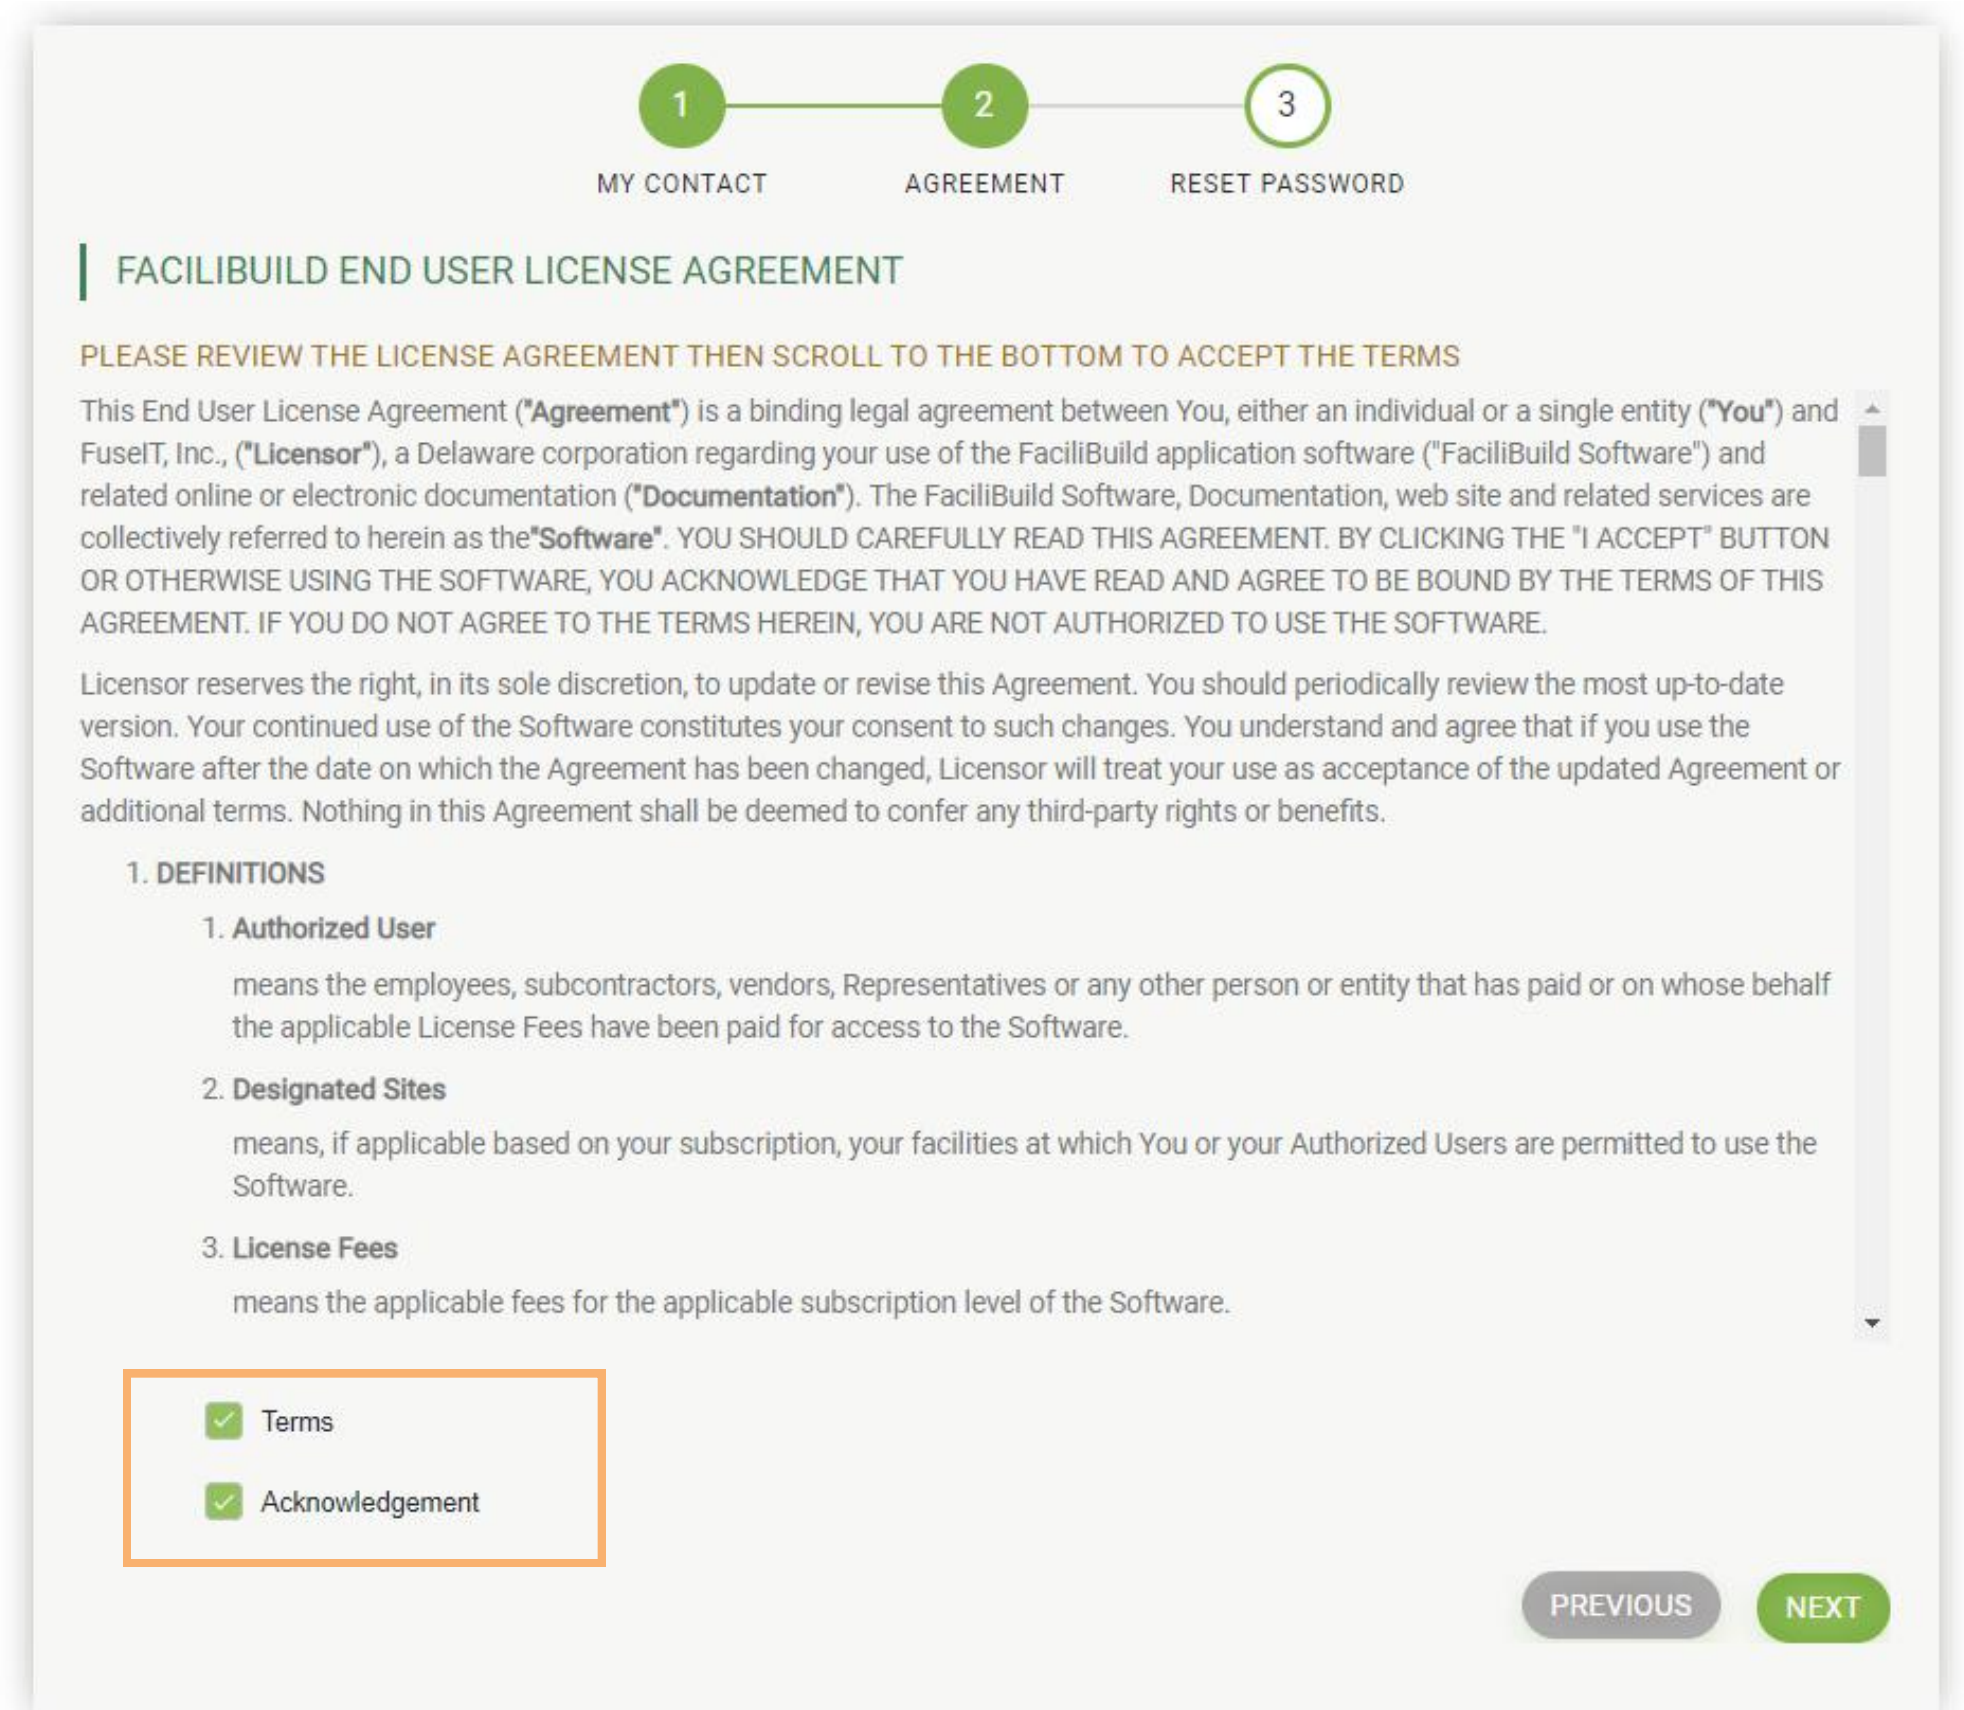 1
2
3
MY CONTACT
AGREEMENT
RESET PASSWORD
FACILIBUILD END USER LICENSE AGREEMENT
PLEASE REVIEW THE LICENSE AGREEMENT THEN SCROLL TO THE BOTTOM TO ACCEPT THE TERMS
This End User License Agreement ("Agreement") is a binding legal agreement between You, either an individual or a single entity ("You") and
FuseIT, Inc., ("Licensor"), a Delaware corporation regarding your use of the FaciliBuild application software ("FaciliBuild Software") and
related online or electronic documentation ("Documentation"). The FaciliBuild Software, Documentation, web site and related services are
collectively referred to herein as the"Software". YOU SHOULD CAREFULLY READ THIS AGREEMENT. BY CLICKING THE "I ACCEPT" BUTTON
OR OTHERWISE USING THE SOFTWARE, YOU ACKNOWLEDGE THAT YOU HAVE READ AND AGREE TO BE BOUND BY THE TERMS OF THIS
AGREEMENT. IF YOU DO NOT AGREE TO THE TERMS HEREIN, YOU ARE NOT AUTHORIZED TO USE THE SOFTWARE.
Licensor reserves the right, in its sole discretion, to update or revise this Agreement. You should periodically review the most up-to-date
version. Your continued use of the Software constitutes your consent to such changes. You understand and agree that if you use the
Software after the date on which the Agreement has been changed, Licensor will treat your use as acceptance of the updated Agreement or
additional terms. Nothing in this Agreement shall be deemed to confer any third-party rights or benefits.
1. DEFINITIONS
1. Authorized User
means the employees, subcontractors, vendors, Representatives or any other person or entity that has paid or on whose behalf
the applicable License Fees have been paid for access to the Software.
2. Designated Sites
means, if applicable based on your subscription, your facilities at which You or your Authorized Users are permitted to use the
Software.
3. License Fees
means the applicable fees for the applicable subscription level of the Software.
Terms
Acknowledgement
PREVIOUS
NEXT